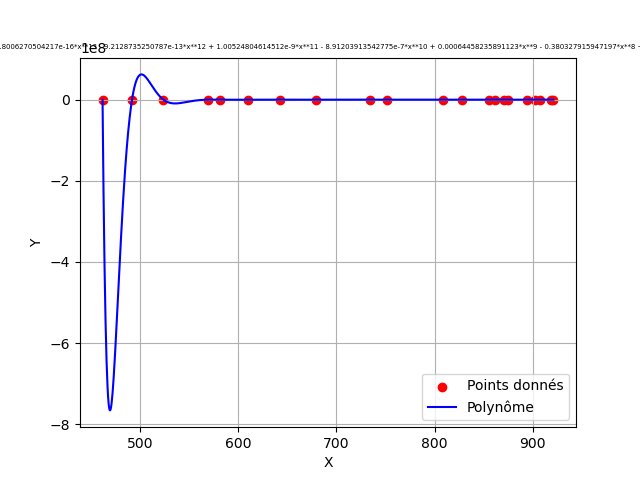 .8006270504217e-16*x**13 - 9.2128735250787e-13*x**12 + 1.00524804614512e-9*x**11 - 8.91203913542775e-7*x**10 + 0.00064458235891123*x**9 - 0.380327915947197*x**8 -
1e8
0
−2
−4
−6
−8
Y
500
600
700
800
900
X
Points donnés
Polynôme